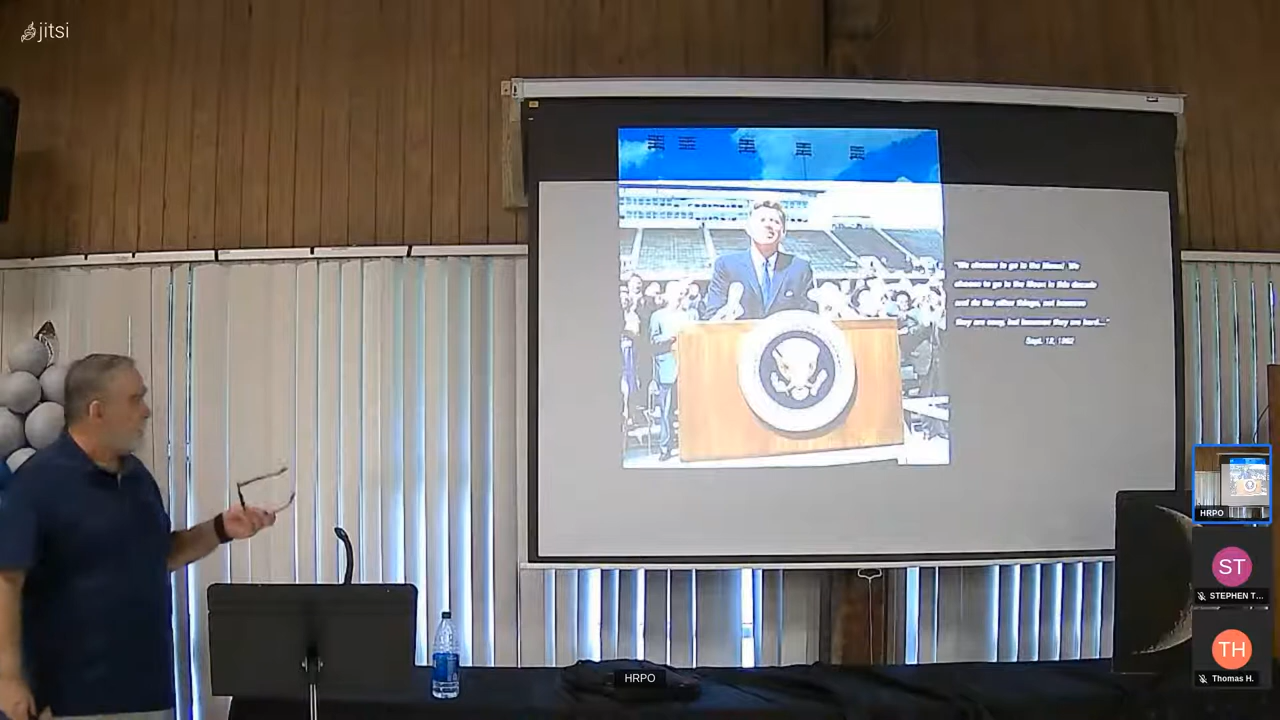 jitsi
"We choose to go to the Moon! We
choose to go to the Moon in this decade
and do the other things, not because
they are easy, but because they are hard..."
Sept. 12, 1962
HRPO
ST
STEPHEN T...
TH
Thomas H.
HRPO